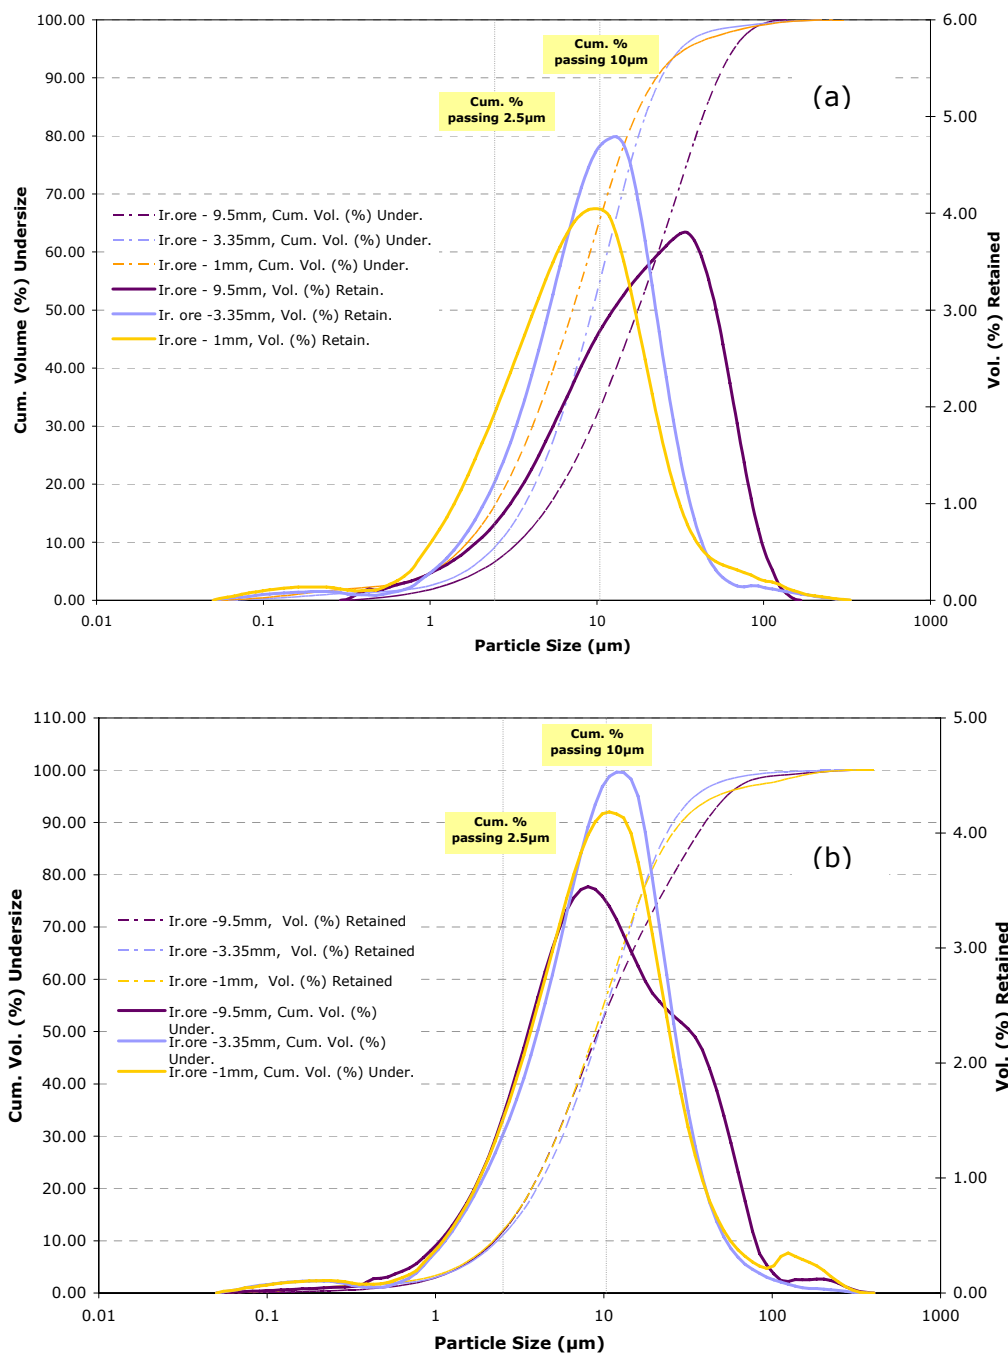 100.00
90.00
80.00
70.00
60.00
50.00
40.00
30.00
20.00
10.00
0.00
Cum. Volume (%) Undersize
6.00
5.00
4.00
3.00
2.00
1.00
0.00
Vol. (%) Retained
Cum. %
passing 10µm
Cum. %
passing 2.5µm
(a)
Ir.ore - 9.5mm, Cum. Vol. (%) Under.
Ir.ore - 3.35mm, Cum. Vol. (%) Under.
Ir.ore - 1mm, Cum. Vol. (%) Under.
Ir.ore - 9.5mm, Vol. (%) Retain.
Ir. ore -3.35mm, Vol. (%) Retain.
Ir.ore - 1mm, Vol. (%) Retain.
0.01 0.1 1 10 100 1000
Particle Size (µm)
110.00
100.00
90.00
80.00
70.00
60.00
50.00
40.00
30.00
20.00
10.00
0.00
Cum. Vol. (%) Undersize
5.00
4.00
3.00
2.00
1.00
0.00
Vol. (%) Retained
Cum. %
passing 10µm
Cum. %
passing 2.5µm
(b)
Ir.ore -9.5mm, Vol. (%) Retained
Ir.ore -3.35mm, Vol. (%) Retained
Ir.ore -1mm, Vol. (%) Retained
Ir.ore -9.5mm, Cum. Vol. (%)
Under.
Ir.ore -3.35mm, Cum. Vol. (%)
Under.
Ir.ore -1mm, Cum. Vol. (%) Under.
0.01 0.1 1 10 100 1000
Particle Size (µm)